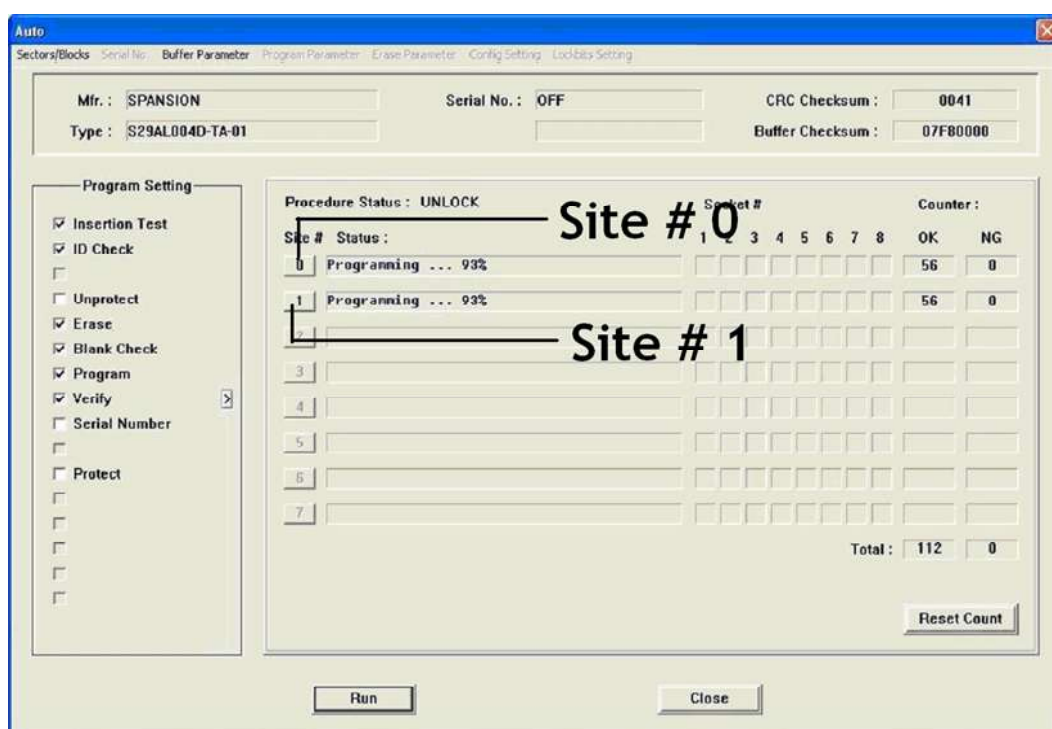 Auto
Sectors/Blocks Serial No Buffer Parameter Program Parameter Erase Parameter Config Setting Lockbits Setting
Mfr. : SPANSION Serial No. : OFF CRC Checksum : 0041
Type : S29AL004D-TA-01 Buffer Checksum : 07F80000
Program Setting
Insertion Test
ID Check
Unprotect
Erase
Blank Check
Program
Verify >
Serial Number
Protect
Procedure Status : UNLOCK Socket # Counter :
Site # 0
Site # Status : 1 2 3 4 5 6 7 8 OK NG
0 Programming ... 93% 56 0
1 Programming ... 93% 56 0
Site # 1
2
3
4
5
6
7
Total : 112 0
Reset Count
Run Close